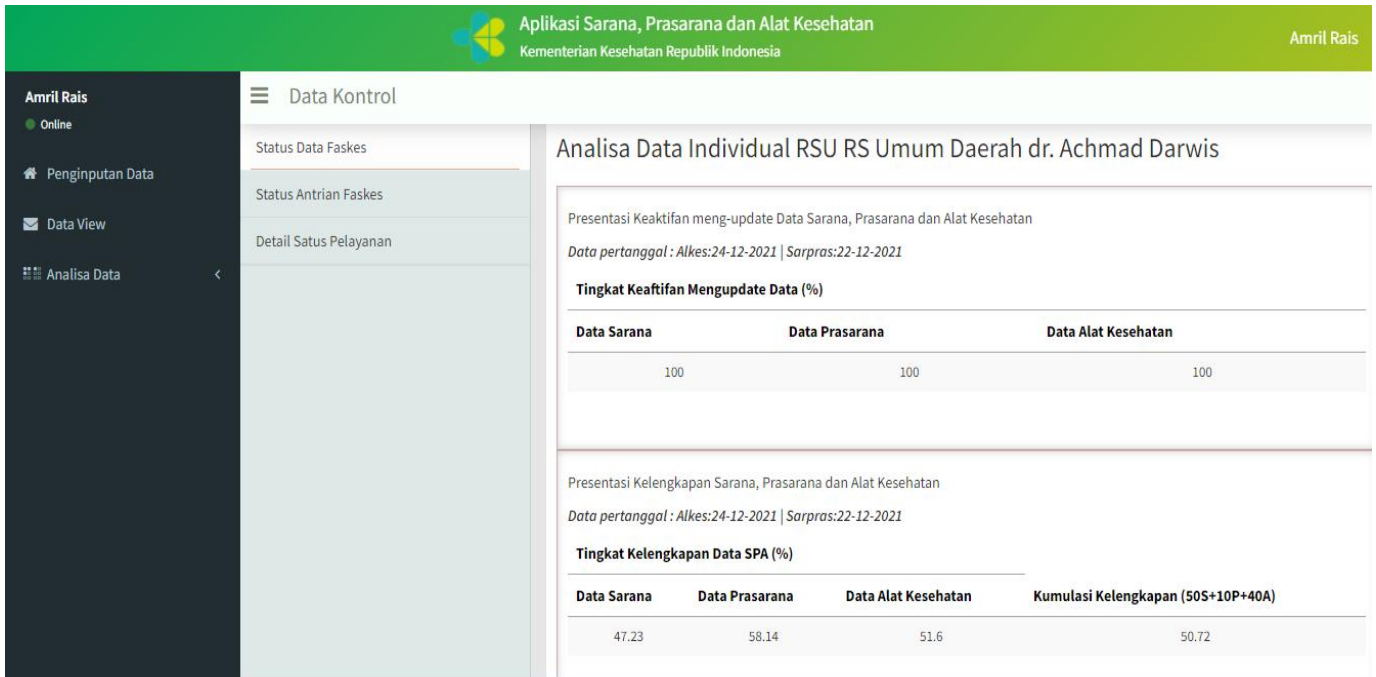 Aplikasi Sarana, Prasarana dan Alat Kesehatan
Kementerian Kesehatan Republik Indonesia
Amril Rais
Amril Rais
Online
Penginputan Data
Data View
Analisa Data
Data Kontrol
Status Data Faskes
Status Antrian Faskes
Detail Satus Pelayanan
Analisa Data Individual RSU RS Umum Daerah dr. Achmad Darwis
Presentasi Keaktifan meng-update Data Sarana, Prasarana dan Alat Kesehatan
Data pertanggal : Alkes:24-12-2021 | Sarpras:22-12-2021
Tingkat Keaftifan Mengupdate Data (%)
Data Sarana Data Prasarana Data Alat Kesehatan
100 100 100
Presentasi Kelengkapan Sarana, Prasarana dan Alat Kesehatan
Data pertanggal : Alkes:24-12-2021 | Sarpras:22-12-2021
Tingkat Kelengkapan Data SPA (%)
Data Sarana Data Prasarana Data Alat Kesehatan Kumulasi Kelengkapan (50S+10P+40A)
47.23 58.14 51.6 50.72